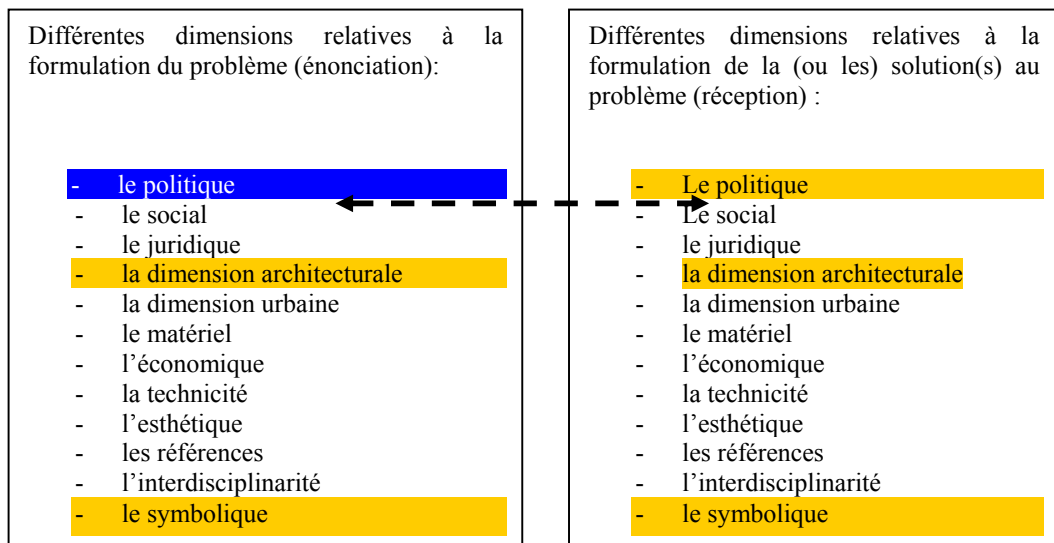 Différentes dimensions relatives à la
formulation du problème (énonciation):
- le politique
- le social
- le juridique
- la dimension architecturale
- la dimension urbaine
- le matériel
- l’économique
- la technicité
- l’esthétique
- les références
- l’interdisciplinarité
- le symbolique
Différentes dimensions relatives à la
formulation de la (ou les) solution(s) au
problème (réception) :
- Le politique
- Le social
- le juridique
- la dimension architecturale
- la dimension urbaine
- le matériel
- l’économique
- la technicité
- l’esthétique
- les références
- l’interdisciplinarité
- le symbolique